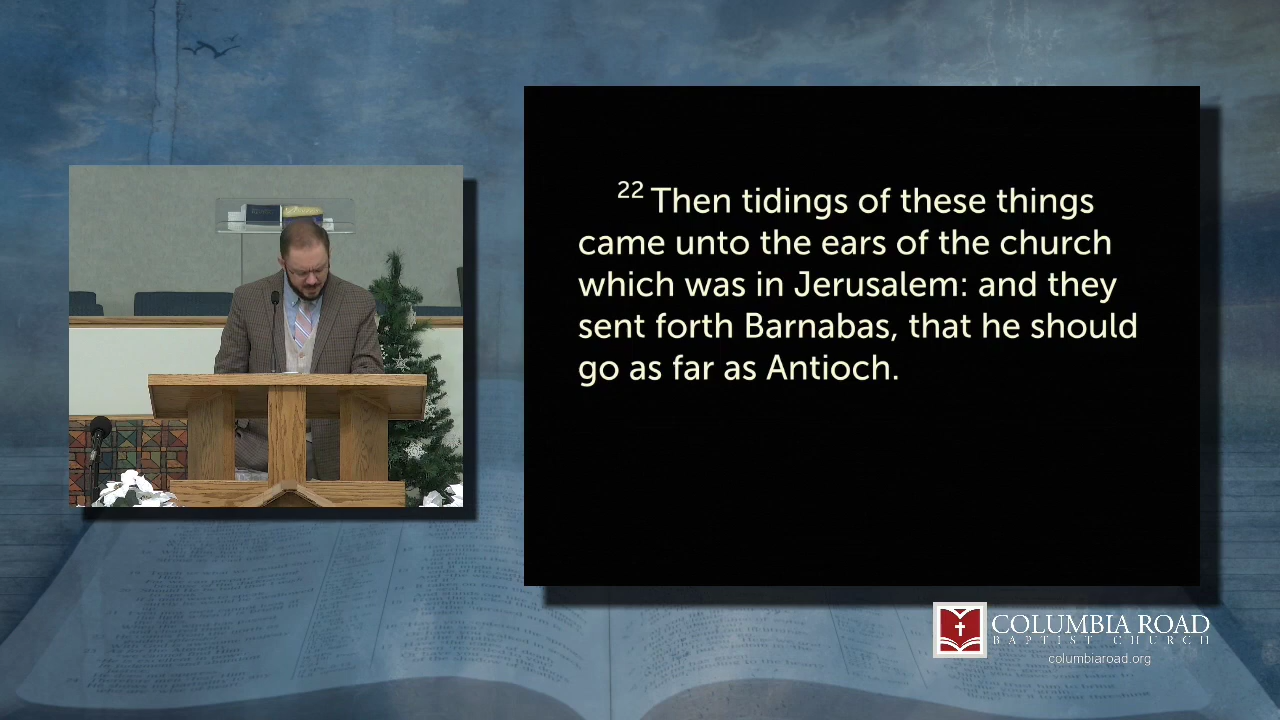 22 Then tidings of these things
came unto the ears of the church
which was in Jerusalem: and they
sent forth Barnabas, that he should
go as far as Antioch.
COLUMBIA ROAD
BAPTIST CHURCH
columbiaroad.org